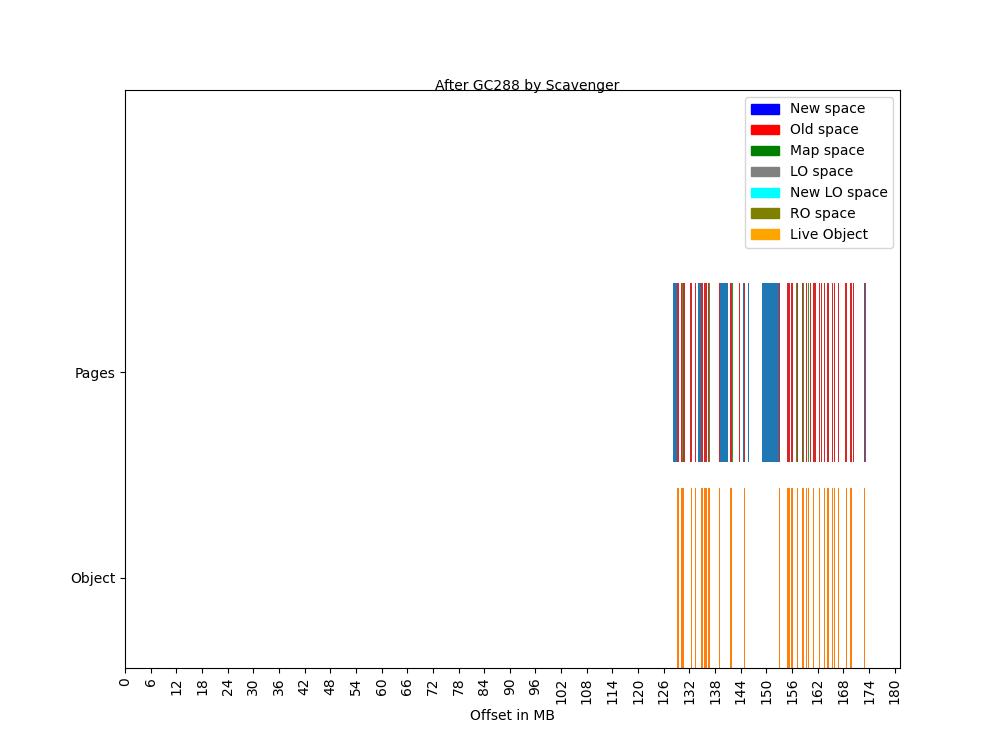 After GC288 by Scavenger
New space
Old space
Map space
LO space
New LO space
RO space
Live Object
Pages
Object
0 6 12 18 24 30 36 42 48 54 60 66 72 78 84 90 96 102 108 114 120 126 132 138 144 150 156 162 168 174 180
Offset in MB